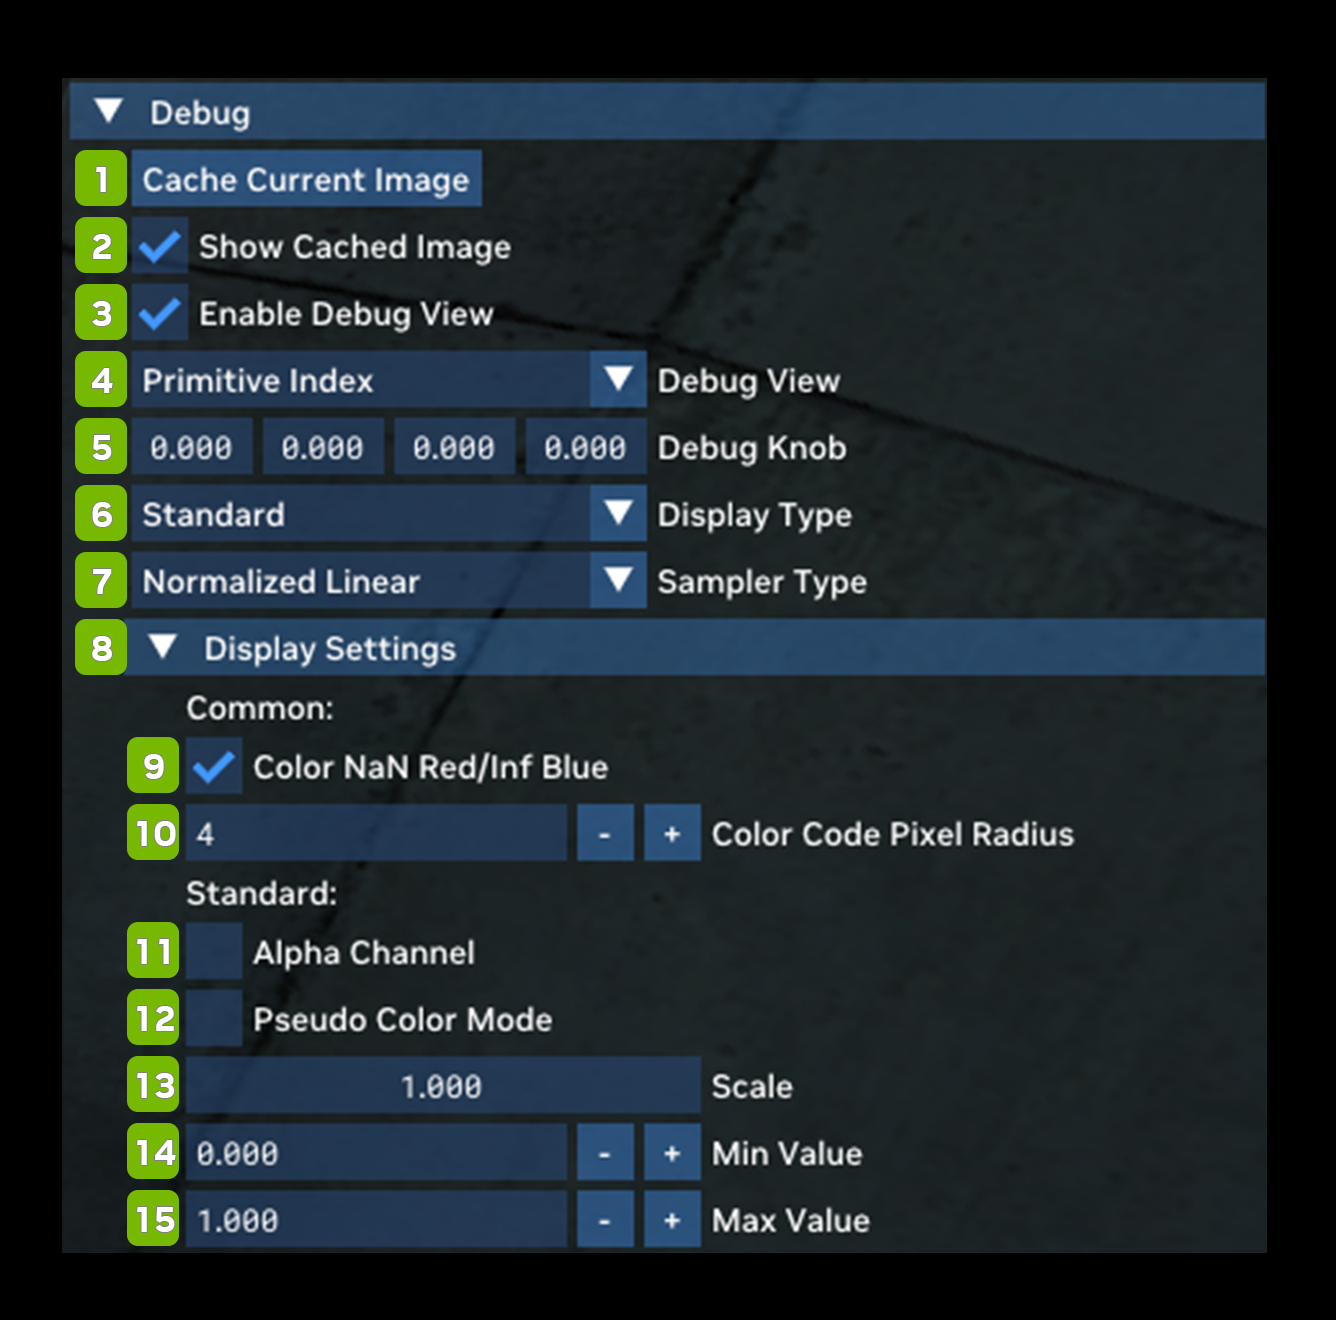 Debug
1 Cache Current Image
2 Show Cached Image
3 Enable Debug View
4 Primitive Index Debug View
5 0.000 0.000 0.000 0.000 Debug Knob
6 Standard Display Type
7 Normalized Linear Sampler Type
8 Display Settings
Common:
9 Color NaN Red/Inf Blue
10 4 - + Color Code Pixel Radius
Standard:
11 Alpha Channel
12 Pseudo Color Mode
13 1.000 Scale
14 0.000 - + Min Value
15 1.000 - + Max Value